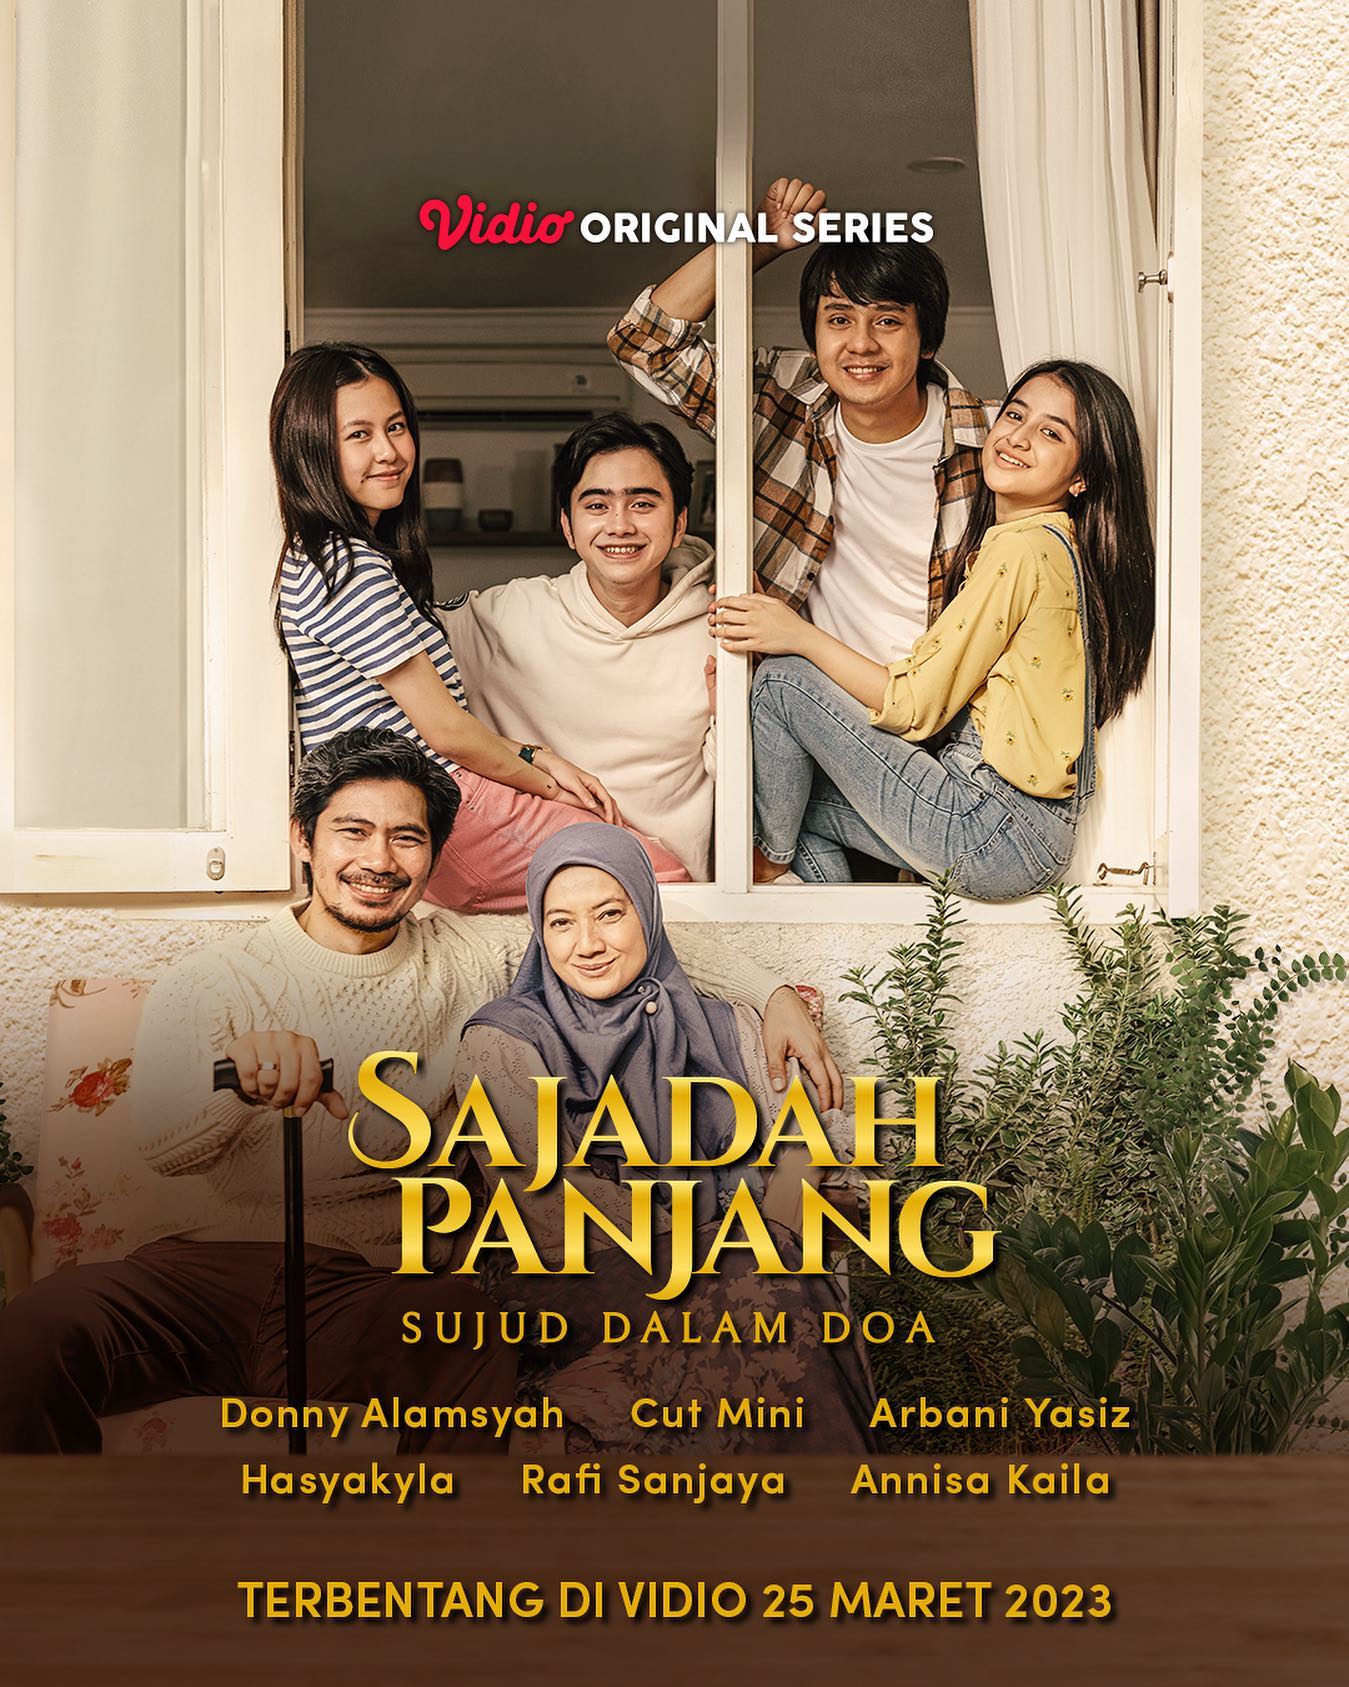 Vidio ORIGINAL SERIES
SAJADAH
PANJANG
SUJUD DALAM DOA
Donny Alamsyah Cut Mini Arbani Yasiz
Hasyakyla Rafi Sanjaya Annisa Kaila
TERBENTANG DI VIDIO 25 MARET 2023